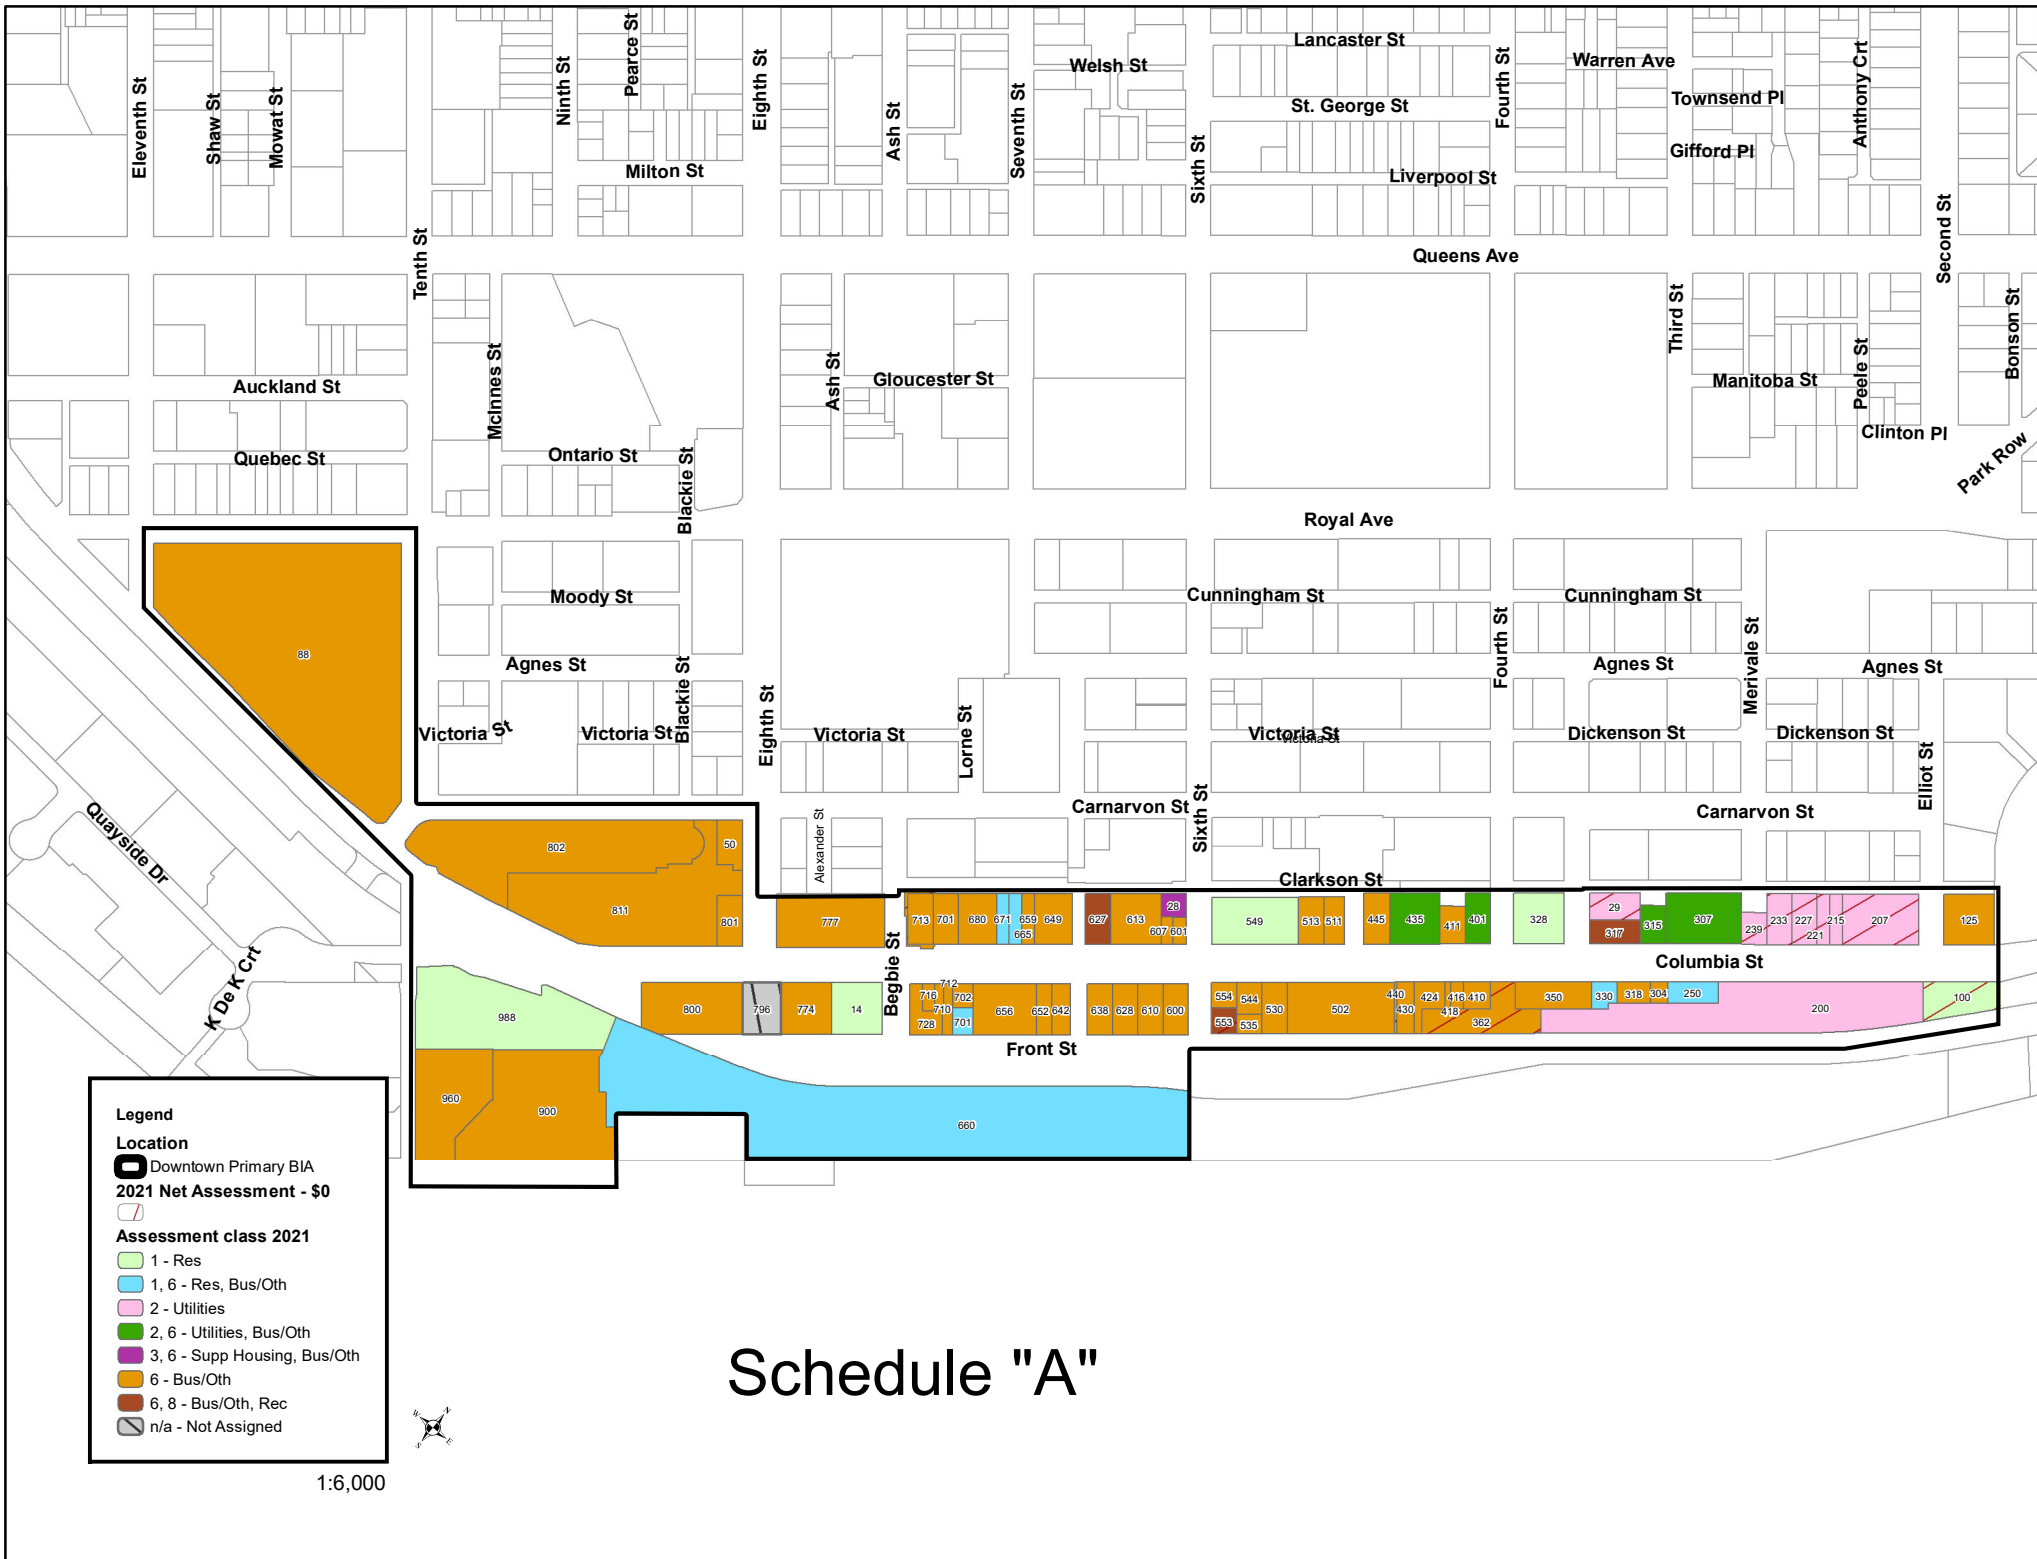 Lancaster St
Welsh St
Warren Ave
St. George St
Townsend Pl
Anthony Crt
Eleventh St
Shaw St
Mowat St
Ninth St
Pearce St
Eighth St
Ash St
Seventh St
Sixth St
Fourth St
Gifford Pl
Milton St
Liverpool St
Second St
Tenth St
Queens Ave
Third St
Bonson St
McInnes St
Auckland St
Ash St
Gloucester St
Manitoba St
Peele St
Clinton Pl
Park Row
Quebec St
Ontario St
Blackie St
Royal Ave
Moody St
Cunningham St
Cunningham St
Fourth St
Merivale St
88
Agnes St
Agnes St
Agnes St
Blackie St
Eighth St
Lorne St
Victoria St
Victoria St
Victoria St
Victoria St
Victoria St
Dickenson St
Dickenson St
Elliot St
Carnarvon St
Sixth St
Carnarvon St
Quayside Dr
Alexander St
Clarkson St
802
50
811
801
777
713
701
680
671
665
659
649
627
613
28
607
601
549
513
511
445
435
411
401
328
29
317
315
307
239
233
227
221
215
207
125
Begbie St
Columbia St
K De K Crt
988
800
796
774
14
716
712
710
702
728
701
656
652
642
638
628
610
600
554
544
553
535
530
502
440
430
424
416
418
410
362
350
330
318
304
250
200
100
Front St
960
900
660
Legend
Location
Downtown Primary BIA
2021 Net Assessment - $0
Assessment class 2021
1 - Res
1, 6 - Res, Bus/Oth
2 - Utilities
2, 6 - Utilities, Bus/Oth
3, 6 - Supp Housing, Bus/Oth
6 - Bus/Oth
6, 8 - Bus/Oth, Rec
n/a - Not Assigned
Schedule "A"
W
N
S
E
1:6,000